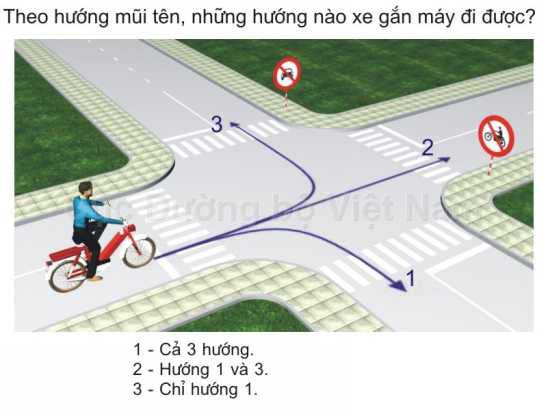 Theo hướng mũi tên, những hướng nào xe gắn máy đi được?
3
2
Đường bộ Việt Na
1
1 - Cả 3 hướng.
2 - Hướng 1 và 3.
3 - Chỉ hướng 1.